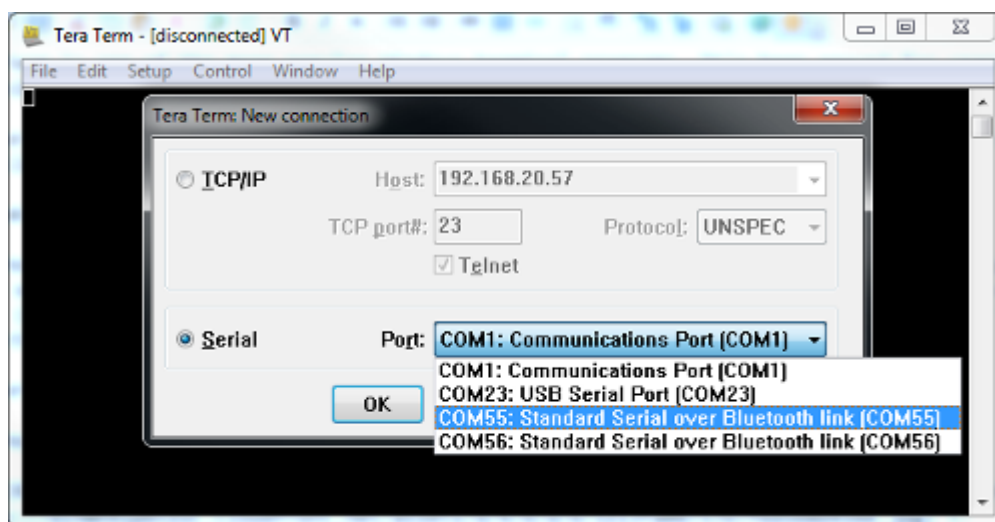 Tera Term - [disconnected] VT
File Edit Setup Control Window Help
Tera Term: New connection
TCP/IP Host: 192.168.20.57
TCP port#: 23 Protocol: UNSPEC
Telnet
Serial Port: COM1: Communications Port (COM1)
COM1: Communications Port (COM1)
COM23: USB Serial Port (COM23)
OK
COM55: Standard Serial over Bluetooth link (COM55)
COM56: Standard Serial over Bluetooth link (COM56)